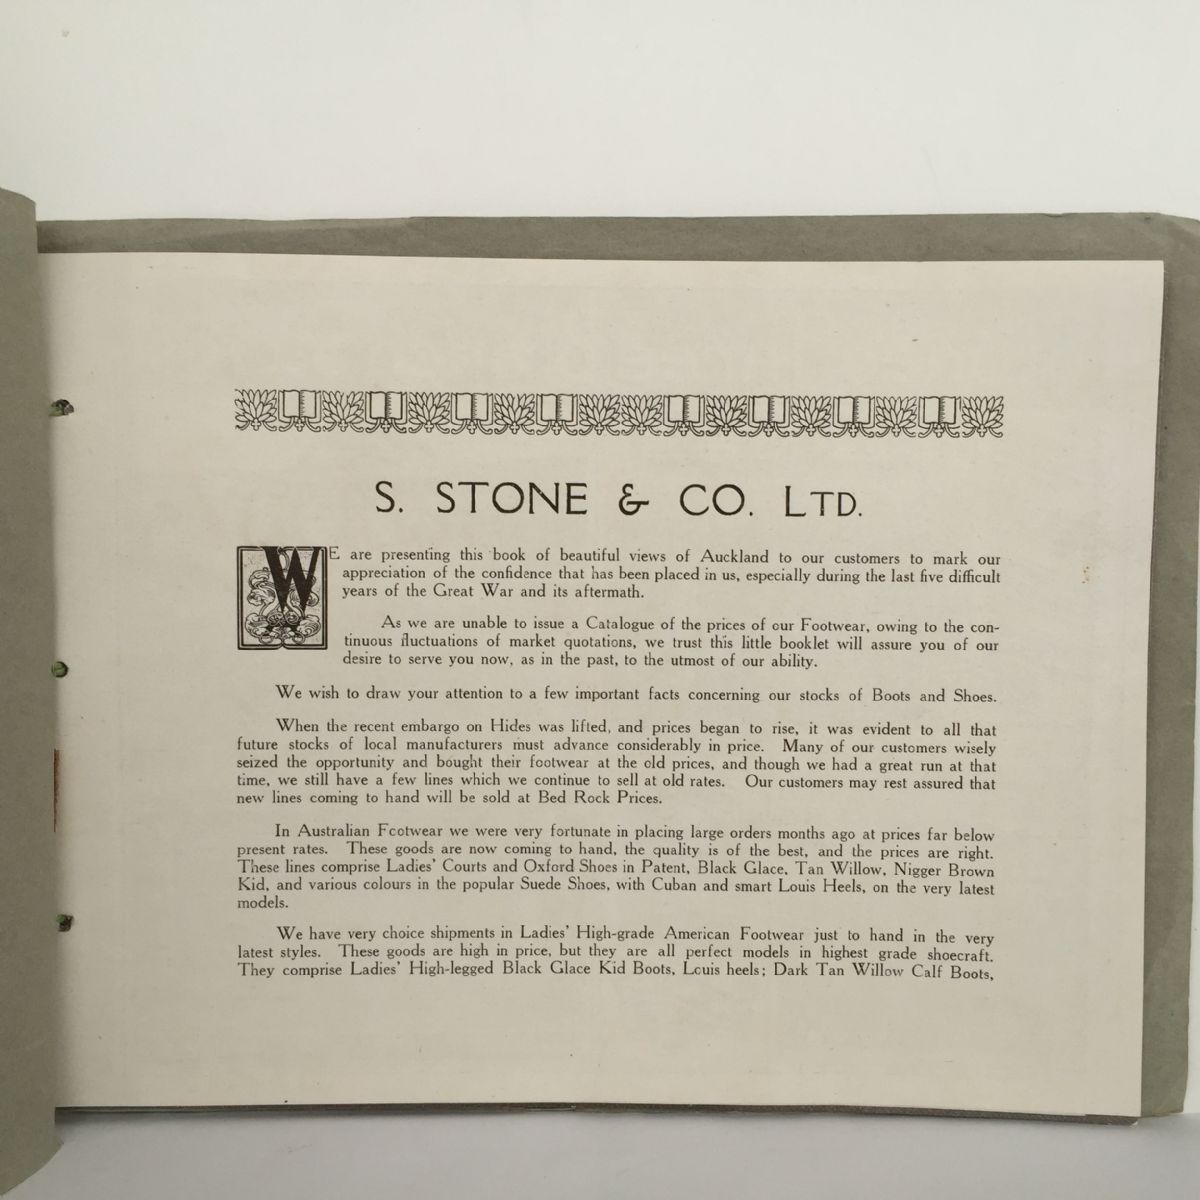 S. STONE & CO. LTD.
WE are presenting this book of beautiful views of Auckland to our customers to mark our
appreciation of the confidence that has been placed in us, especially during the last five difficult
years of the Great War and its aftermath.
As we are unable to issue a Catalogue of the prices of our Footwear, owing to the con-
tinuous fluctuations of market quotations, we trust this little booklet will assure you of our
desire to serve you now, as in the past, to the utmost of our ability.
We wish to draw your attention to a few important facts concerning our stocks of Boots and Shoes.
When the recent embargo on Hides was lifted, and prices began to rise, it was evident to all that
future stocks of local manufacturers must advance considerably in price. Many of our customers wisely
seized the opportunity and bought their footwear at the old prices, and though we had a great run at that
time, we still have a few lines which we continue to sell at old rates. Our customers may rest assured that
new lines coming to hand will be sold at Bed Rock Prices.
In Australian Footwear we were very fortunate in placing large orders months ago at prices far below
present rates. These goods are now coming to hand, the quality is of the best, and the prices are right.
These lines comprise Ladies' Courts and Oxford Shoes in Patent, Black Glace, Tan Willow, Nigger Brown
Kid, and various colours in the popular Suede Shoes, with Cuban and smart Louis Heels, on the very latest
models.
We have very choice shipments in Ladies' High-grade American Footwear just to hand in the very
latest styles. These goods are high in price, but they are all perfect models in highest grade shoecraft.
They comprise Ladies' High-legged Black Glace Kid Boots, Louis heels; Dark Tan Willow Calf Boots,